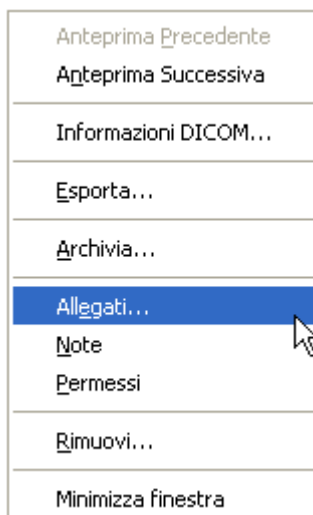 Anteprima Precedente
Anteprima Successiva
Informazioni DICOM...
Esporta...
Archivia...
Allegati...
Note
Permessi
Rimuovi...
Minimizza finestra